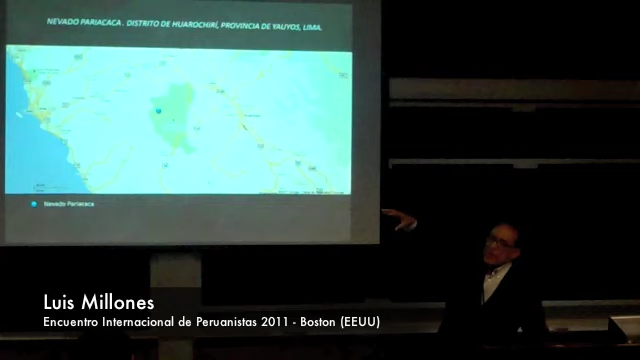 NEVADO PARIACACA. DISTRITO DE HUAROCHIRÍ, PROVINCIA DE YAUYOS, LIMA.
Nevado Pariacaca
Luis Millones
Encuentro Internacional de Peruanistas 2011 - Boston (EEUU)